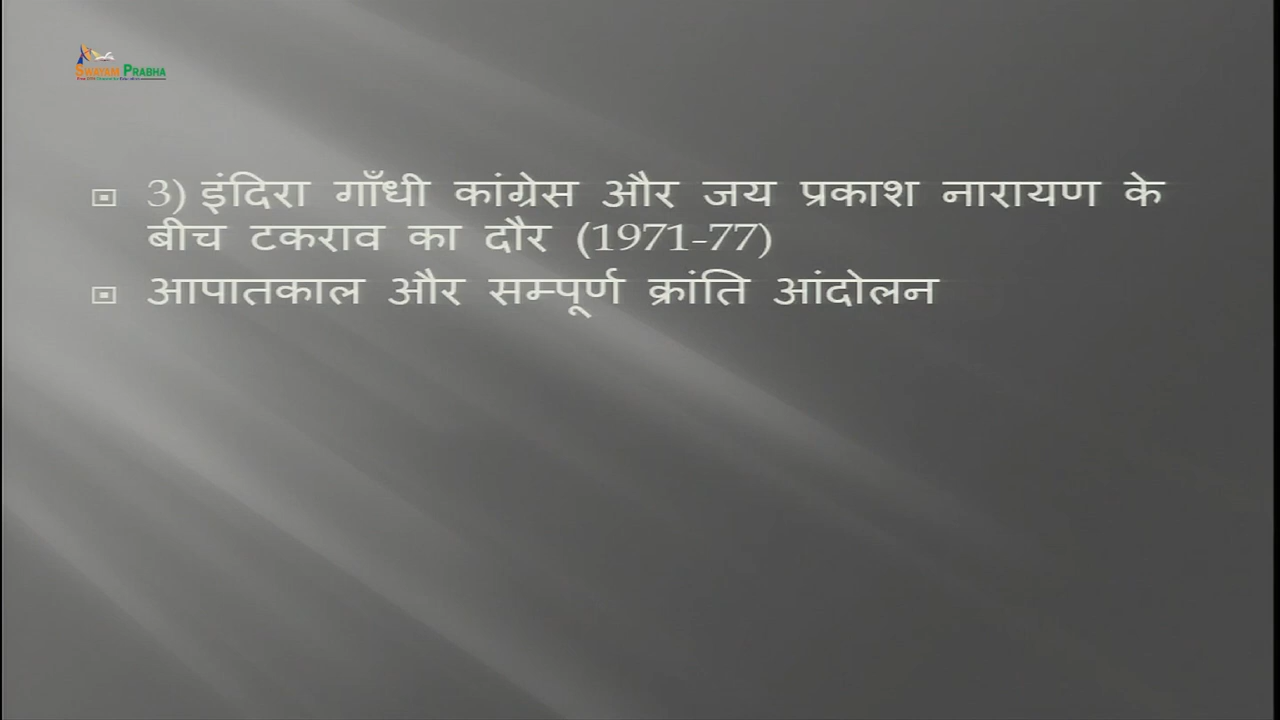 SWAYAM PRABHA
3) इंदिरा गाँधी कांग्रेस और जय प्रकाश नारायण के
बीच टकराव का दौर (1971-77)
आपातकाल और सम्पूर्ण क्रांति आंदोलन